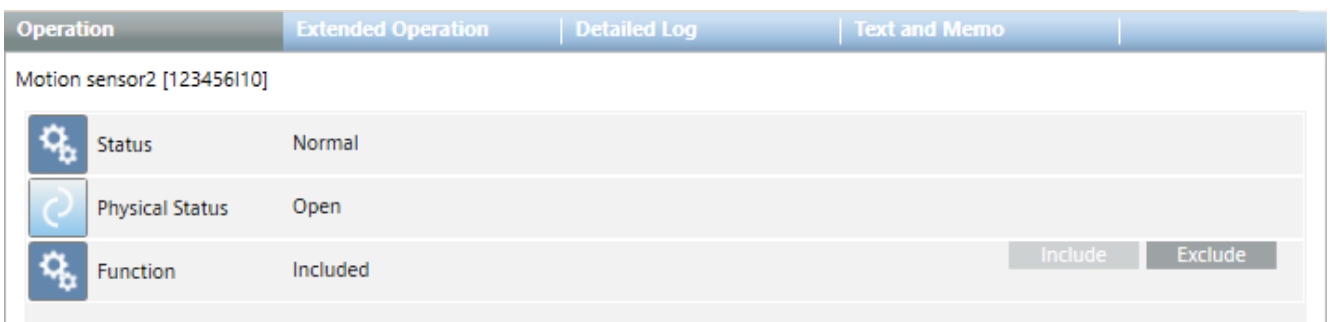 Operation Extended Operation Detailed Log Text and Memo
Motion sensor2 [123456I10]
Status Normal
Physical Status Open
Function Included Include Exclude